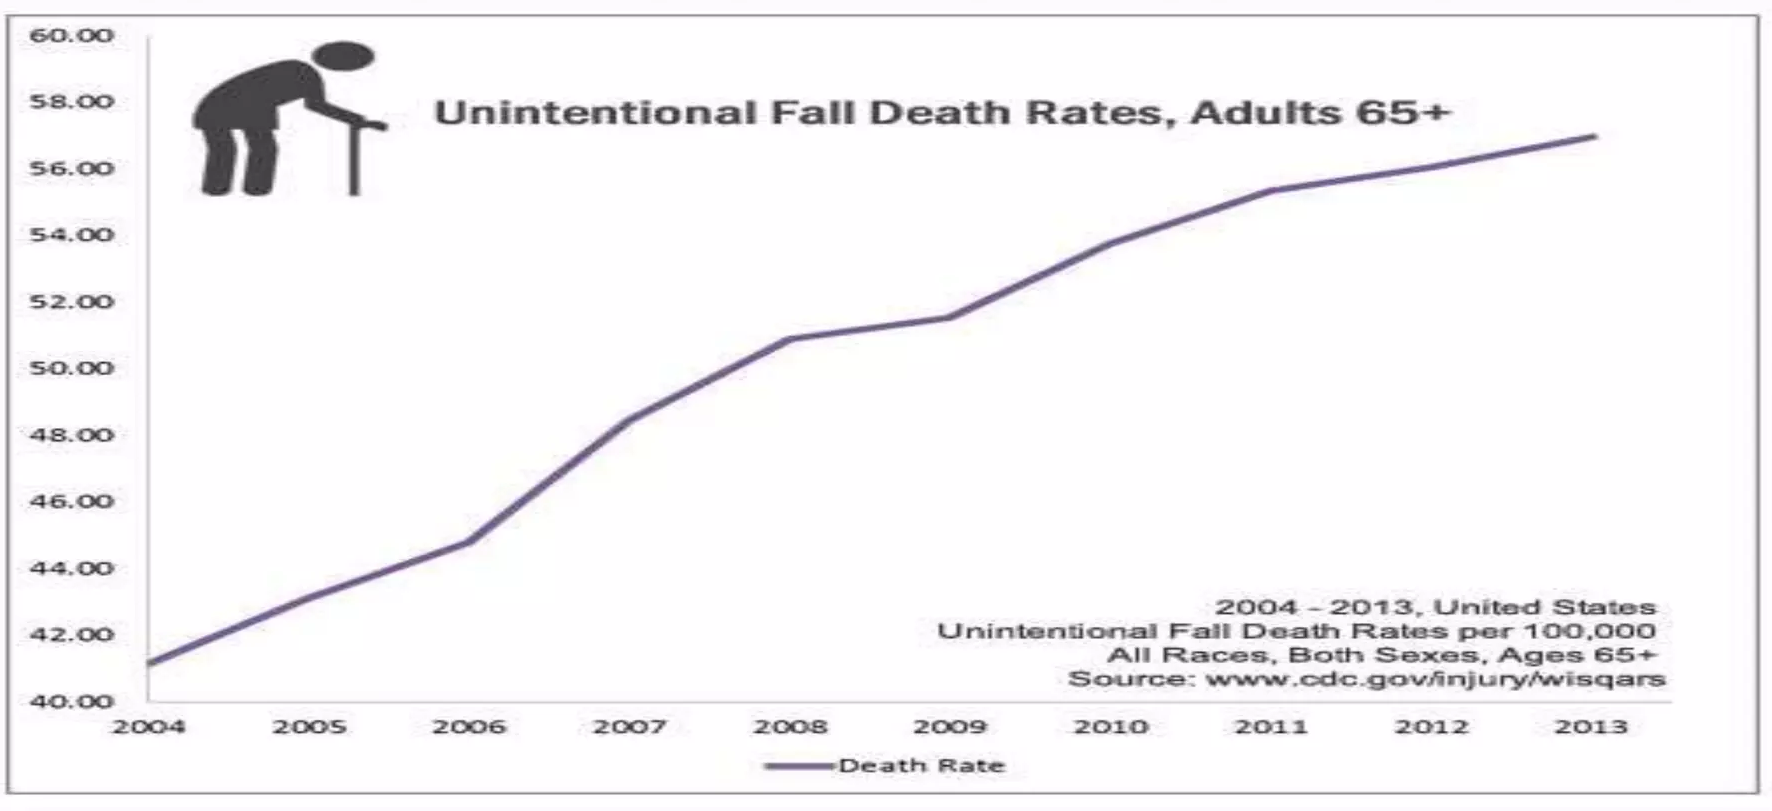 Unintentional Fall Death Rates, Adults 65+
60.00
58.00
56.00
54.00
52.00
50.00
48.00
46.00
44.00
42.00
40.00
2004 - 2013, United States
Unintentional Fall Death Rates per 100,000
All Races, Both Sexes, Ages 65+
Source: www.cdc.gov/injury/wisqars
2004 2005 2006 2007 2008 2009 2010 2011 2012 2013
Death Rate